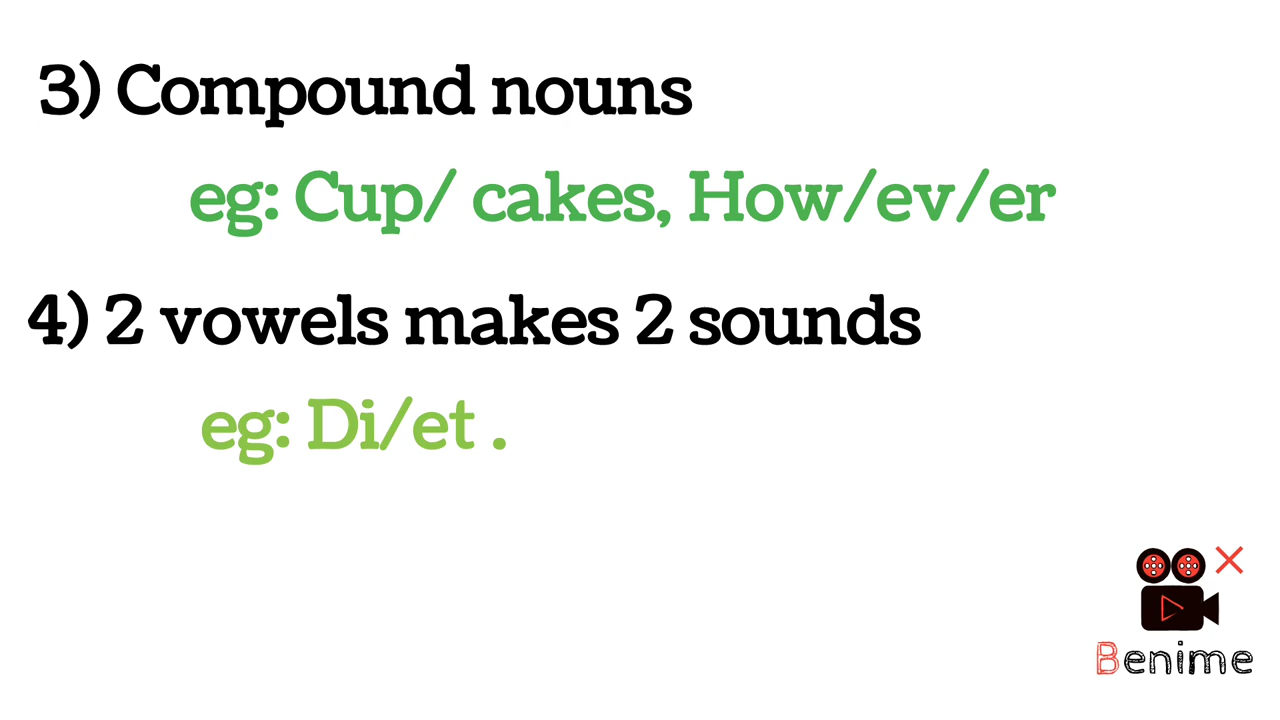 3) Compound nouns
eg: Cup/ cakes, How/ev/er
4) 2 vowels makes 2 sounds
eg: Di/et .
Benime